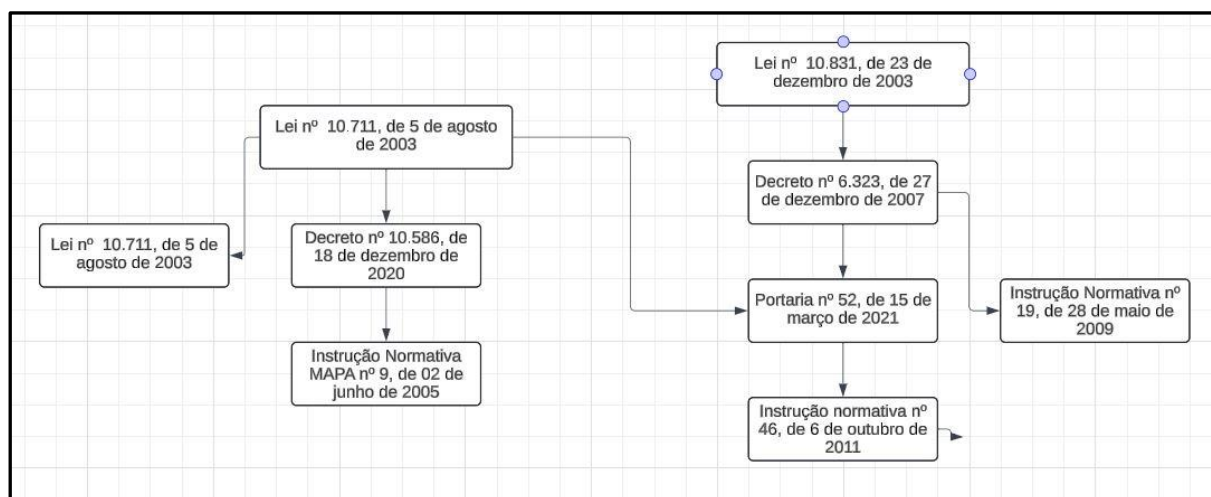 Lei nº 10.831, de 23 de
dezembro de 2003
Lei nº 10.711, de 5 de agosto
de 2003
Decreto nº 6.323, de 27
de dezembro de 2007
Lei nº 10.711, de 5 de
agosto de 2003
Decreto nº 10.586, de
18 de dezembro de
2020
Portaria nº 52, de 15 de
março de 2021
Instrução Normativa nº
19, de 28 de maio de
2009
Instrução Normativa
MAPA nº 9, de 02 de
junho de 2005
Instrução normativa nº
46, de 6 de outubro de
2011